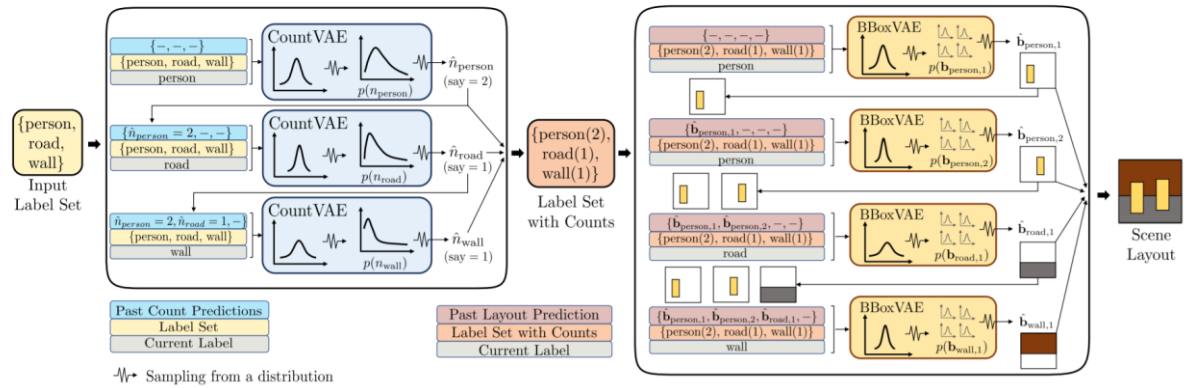 {person,
road,
wall}
Input
Label Set
{−, −, −}
{person, road, wall}
person
CountVAE
p(n_person)
n̂_person
(say = 2)
{n̂_person = 2, −, −}
{person, road, wall}
road
CountVAE
p(n_road)
n̂_road
(say = 1)
{n̂_person = 2, n̂_road = 1, −}
{person, road, wall}
wall
CountVAE
p(n_wall)
n̂_wall
(say = 1)
Past Count Predictions
Label Set
Current Label
Sampling from a distribution
{person(2),
road(1),
wall(1)}
Label Set
with Counts
Past Layout Prediction
Label Set with Counts
Current Label
{−, −, −, −}
{person(2), road(1), wall(1)}
person
BBoxVAE
p(b_person,1)
b̂_person,1
{b̂_person,1, −, −, −}
{person(2), road(1), wall(1)}
person
BBoxVAE
p(b_person,2)
b̂_person,2
{b̂_person,1, b̂_person,2, −, −}
{person(2), road(1), wall(1)}
road
BBoxVAE
p(b_road,1)
b̂_road,1
{b̂_person,1, b̂_person,2, b̂_road,1, −}
{person(2), road(1), wall(1)}
wall
BBoxVAE
p(b_wall,1)
b̂_wall,1
Scene
Layout